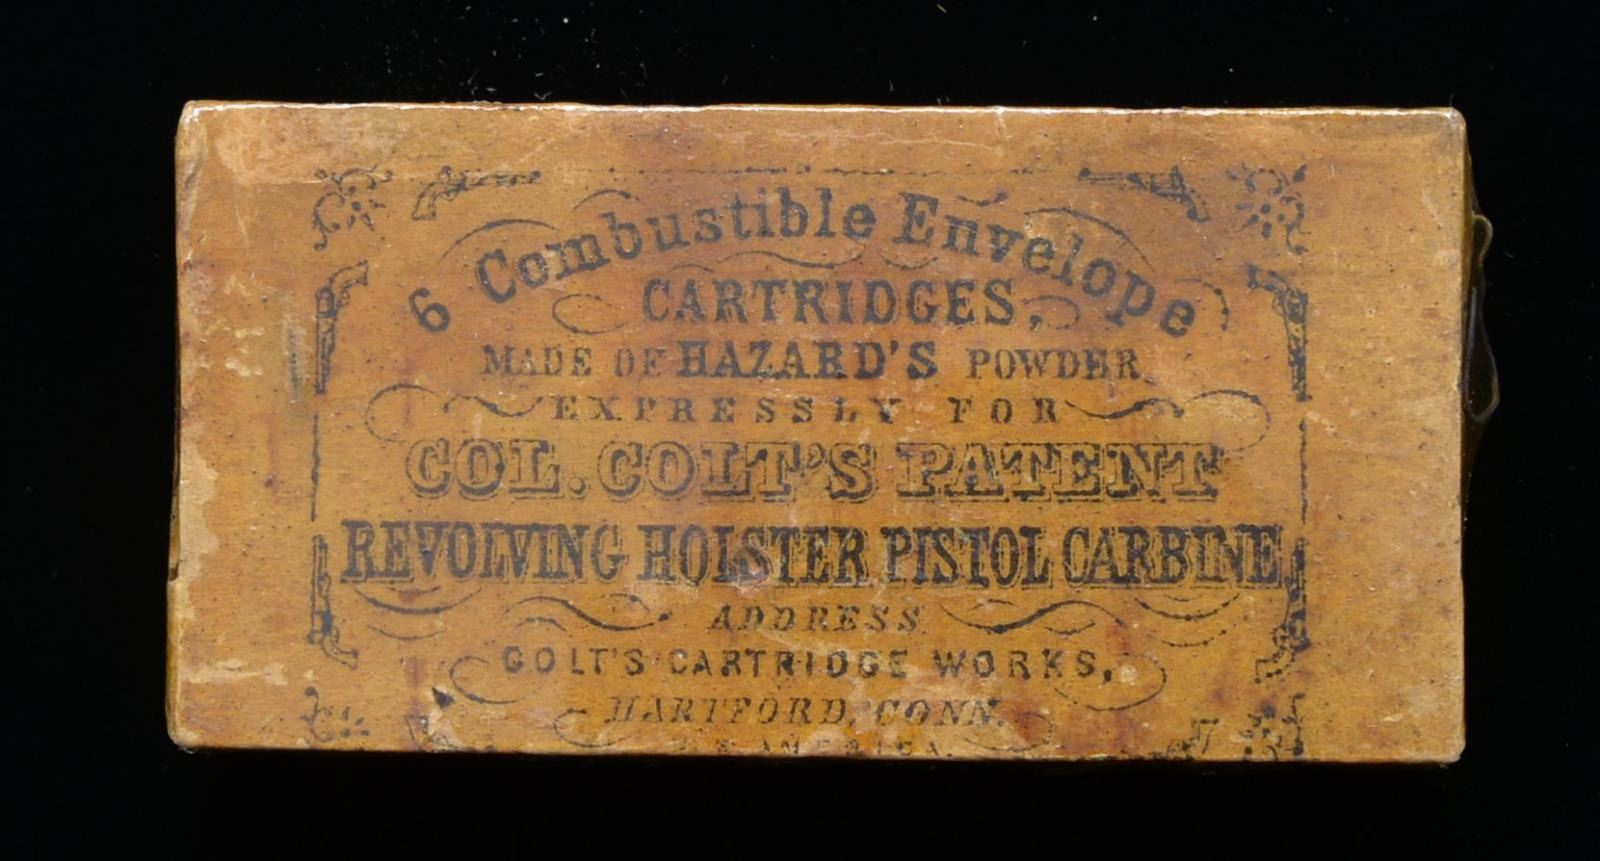 6 Combustible Envelope
CARTRIDGES,
MADE OF HAZARD'S POWDER
EXPRESSLY FOR
COL. COLT'S PATENT
REVOLVING HOLSTER PISTOL CARBINE
ADDRESS
COLT'S CARTRIDGE WORKS,
HARTFORD, CONN.
AMERICA.